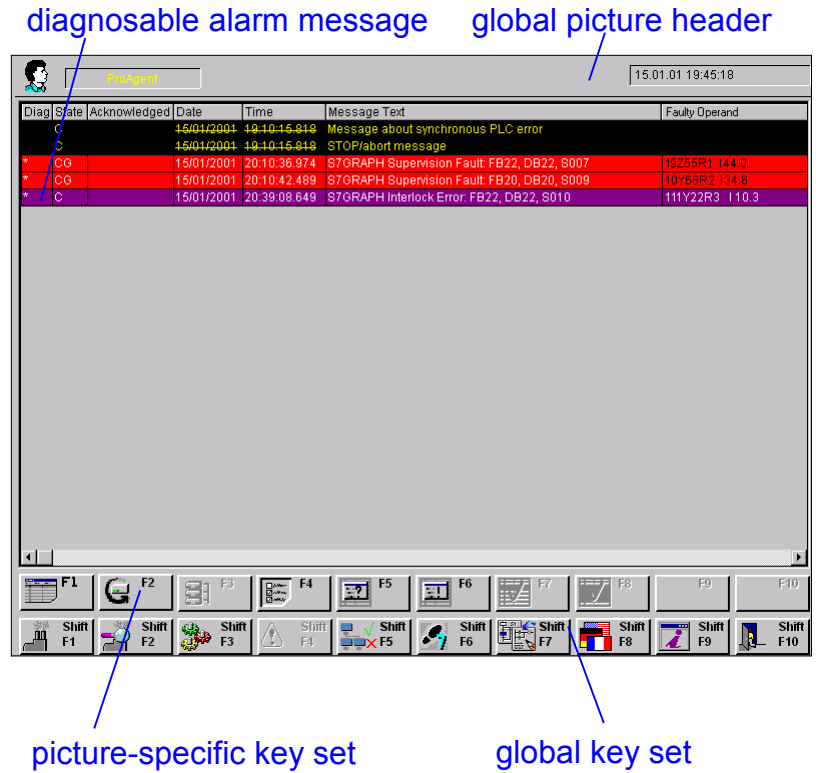 diagnosable alarm message global picture header
ProAgent 15.01.01 19:45:18
Diag State Acknowledged Date Time Message Text Faulty Operand
C 15/01/2001 19:10:15.818 Message about synchronous PLC error
C 15/01/2001 19:10:15.818 STOP/abort message
* CG 15/01/2001 20:10:36.974 S7GRAPH Supervision Fault: FB22, DB22, S007 19Z55R1 I44.0
* CG 15/01/2001 20:10:42.489 S7GRAPH Supervision Fault: FB20, DB20, S009 10Y66R2 I34.6
* C 15/01/2001 20:39:08.649 S7GRAPH Interlock Error: FB22, DB22, S010 111Y22R3 I10.3
F1 F2 F3 F4 F5 F6 F7 F8 F9 F10
Shift F1 Shift F2 Shift F3 Shift F4 Shift F5 Shift F6 Shift F7 Shift F8 Shift F9 Shift F10
picture-specific key set global key set